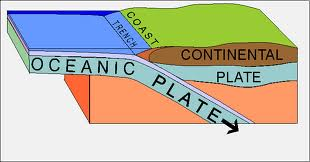 COAST
TRENCH
CONTINENTAL
PLATE
OCEANIC PLATE